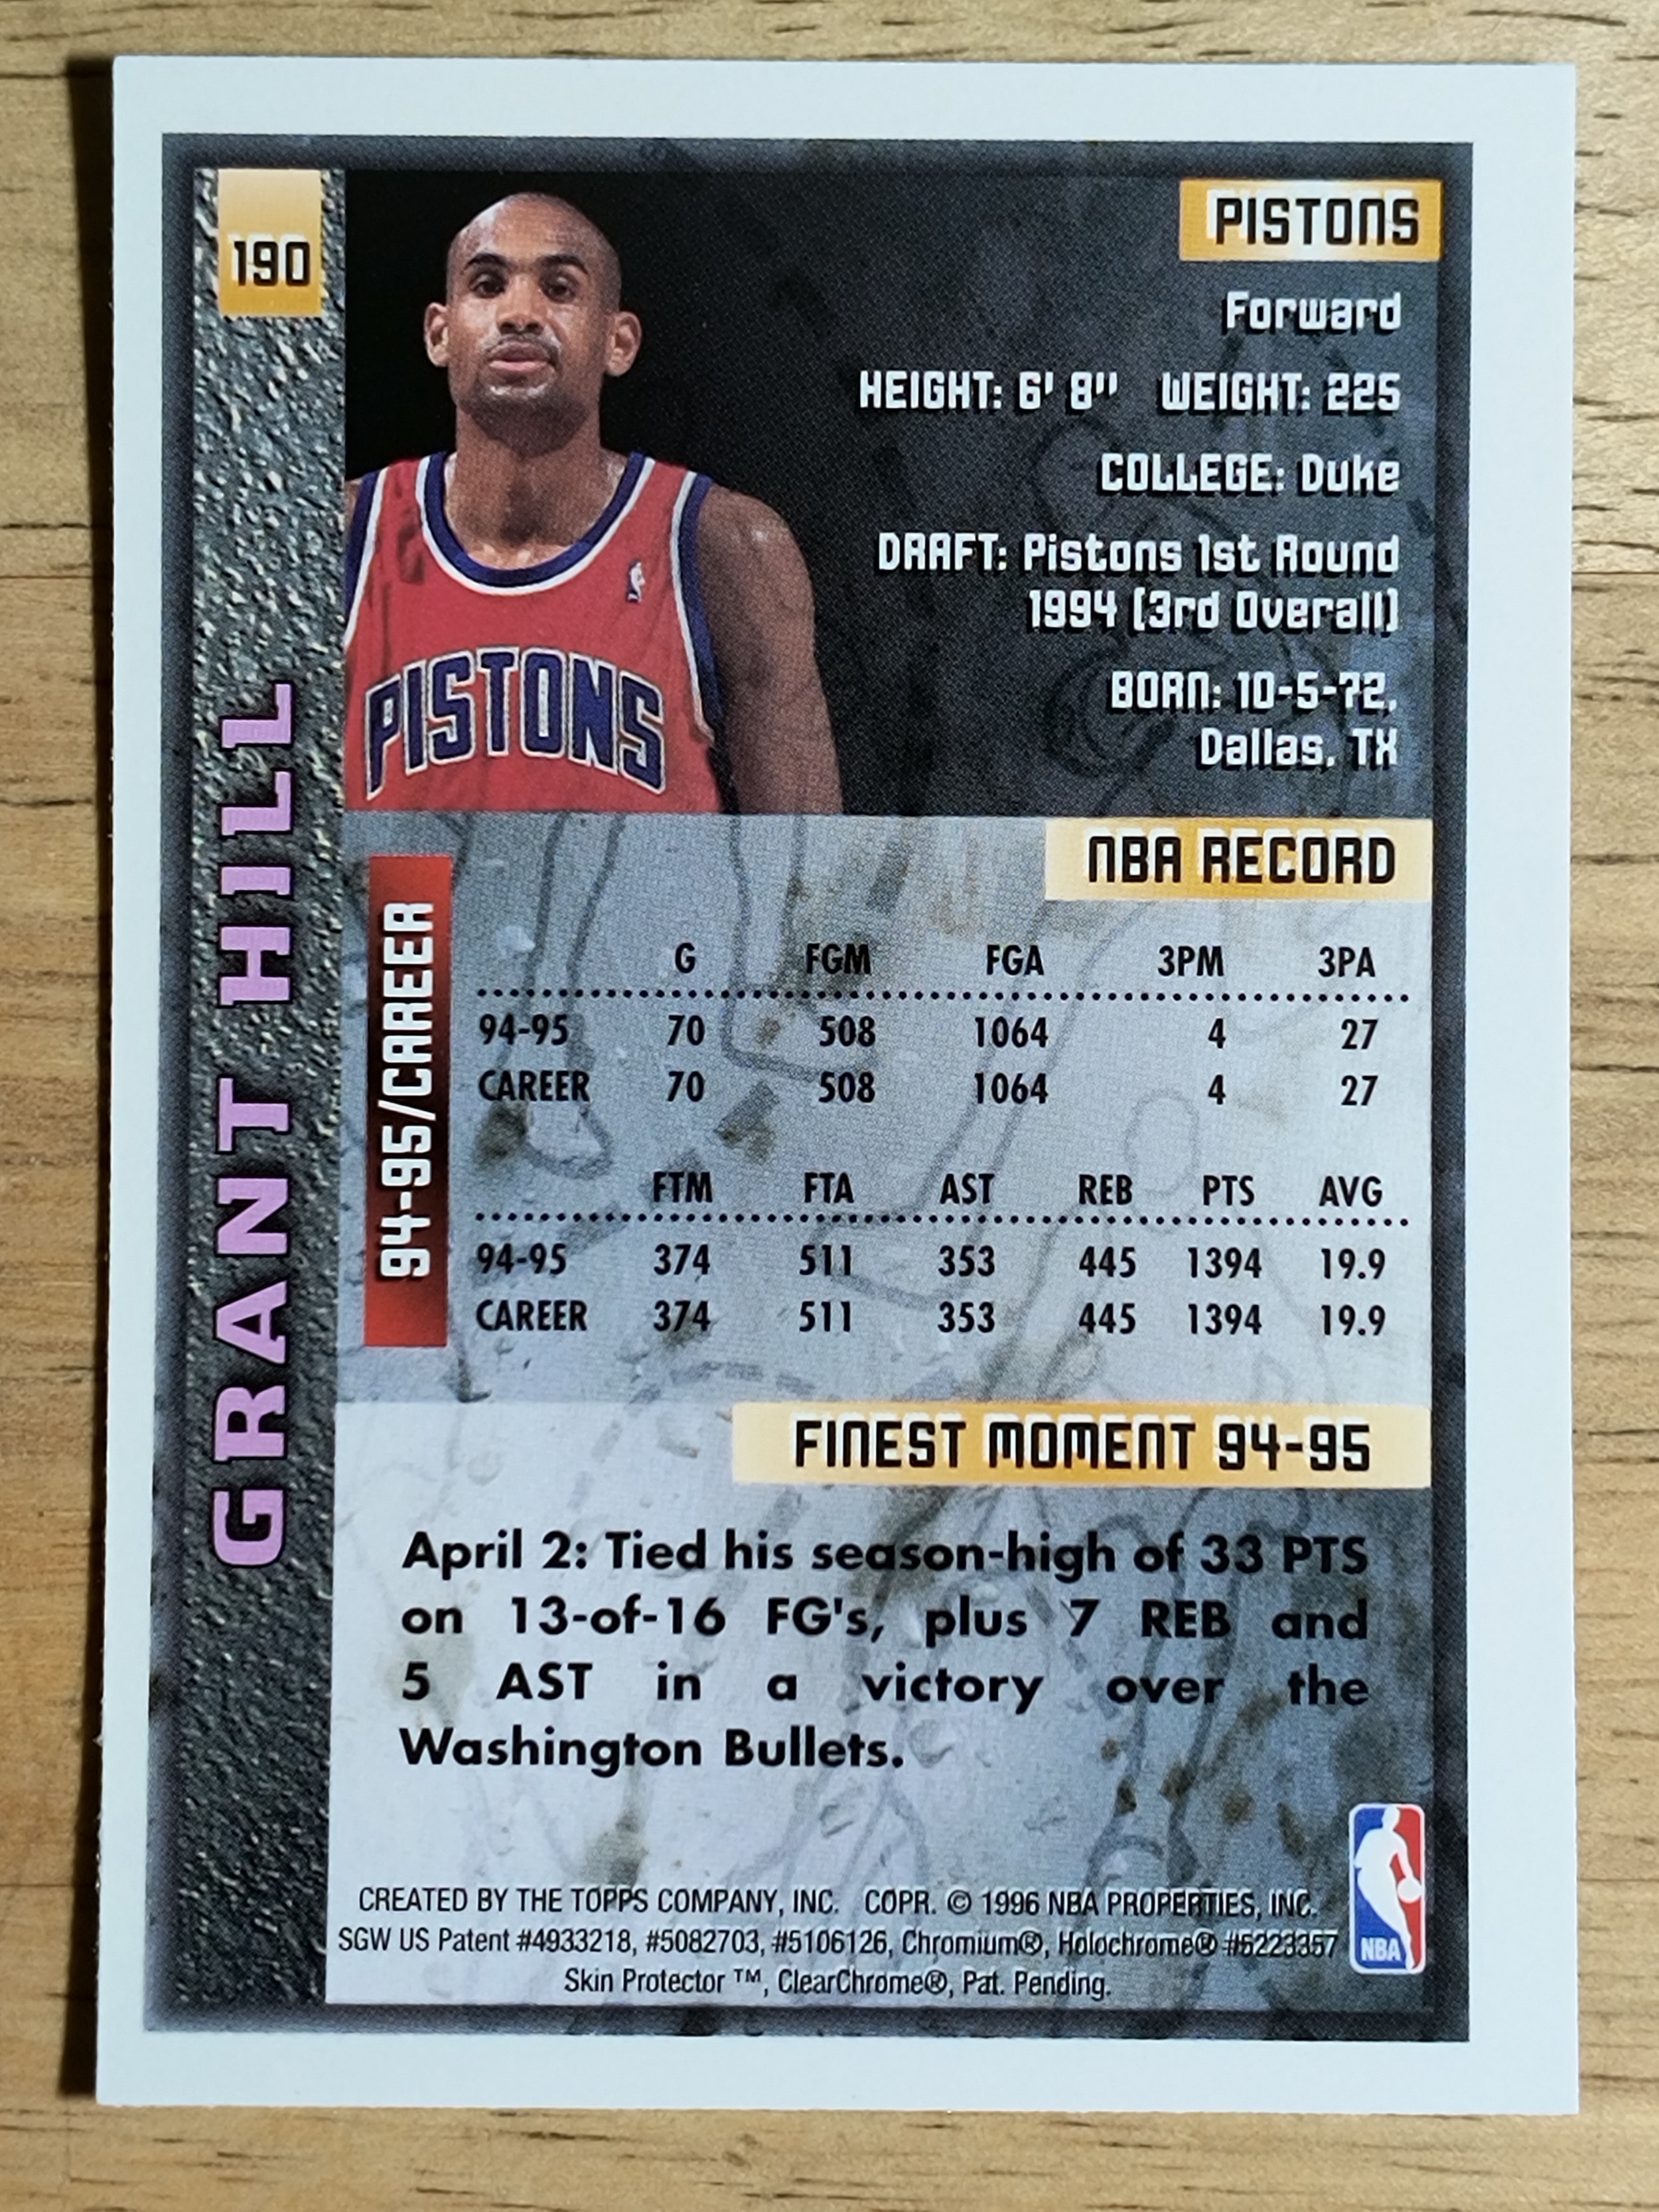 190
PISTONS
Forward
HEIGHT: 6' 8" WEIGHT: 225
COLLEGE: Duke
DRAFT: Pistons 1st Round
1994 (3rd Overall)
BORN: 10-5-72,
Dallas, TX
PISTONS
GRANT HILL
NBA RECORD
94-95/CAREER
G FGM FGA 3PM 3PA
94-95 70 508 1064 4 27
CAREER 70 508 1064 4 27
FTM FTA AST REB PTS AVG
94-95 374 511 353 445 1394 19.9
CAREER 374 511 353 445 1394 19.9
FINEST MOMENT 94-95
April 2: Tied his season-high of 33 PTS
on 13-of-16 FG's, plus 7 REB and
5 AST in a victory over the
Washington Bullets.
CREATED BY THE TOPPS COMPANY, INC. COPR. © 1996 NBA PROPERTIES, INC.
SGW US Patent #4933218, #5082703, #5106126, Chromium®, Holochrome® #5223357
Skin Protector ™, ClearChrome®, Pat. Pending.
NBA